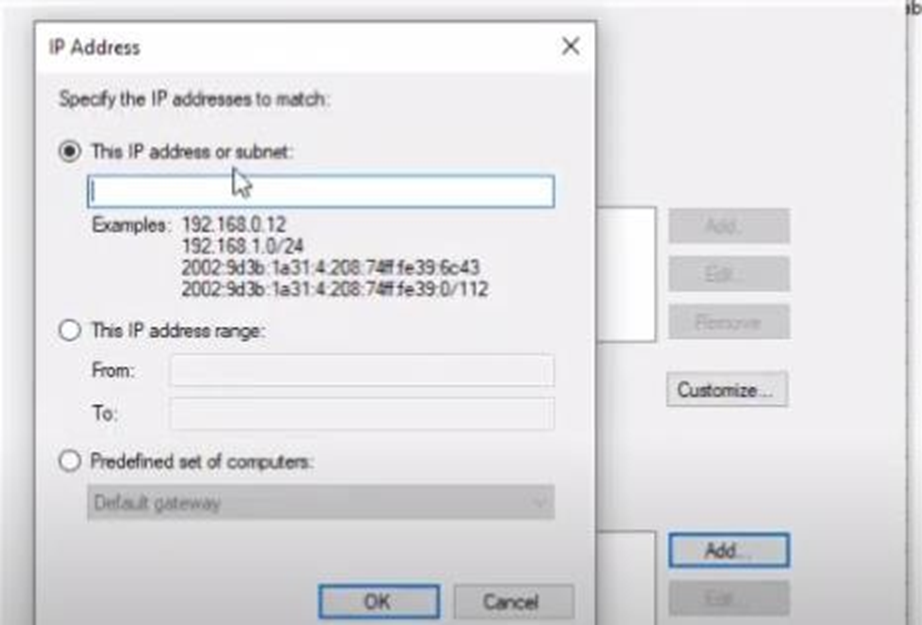 IP Address
Specify the IP addresses to match:
This IP address or subnet:
Examples: 192.168.0.12
192.168.1.0/24
2002:9d3b:1a31:4:208:74ff:fe39:6c43
2002:9d3b:1a31:4:208:74ff:fe39:0/112
This IP address range:
From:
To:
Predefined set of computers:
Default gateway
OK
Cancel
Add...
Edit...
Remove
Customize...
Add...
Edit...